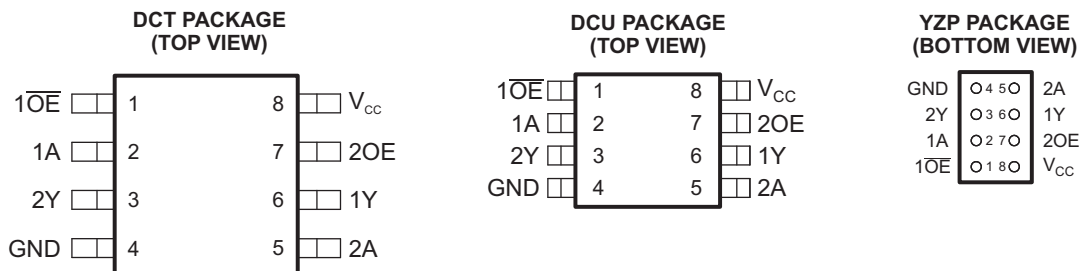 DCT PACKAGE
(TOP VIEW)
1O̅E̅ 1 8 VCC
1A 2 7 2OE
2Y 3 6 1Y
GND 4 5 2A
DCU PACKAGE
(TOP VIEW)
1O̅E̅ 1 8 VCC
1A 2 7 2OE
2Y 3 6 1Y
GND 4 5 2A
YZP PACKAGE
(BOTTOM VIEW)
GND 4 5 2A
2Y 3 6 1Y
1A 2 7 2OE
1O̅E̅ 1 8 VCC